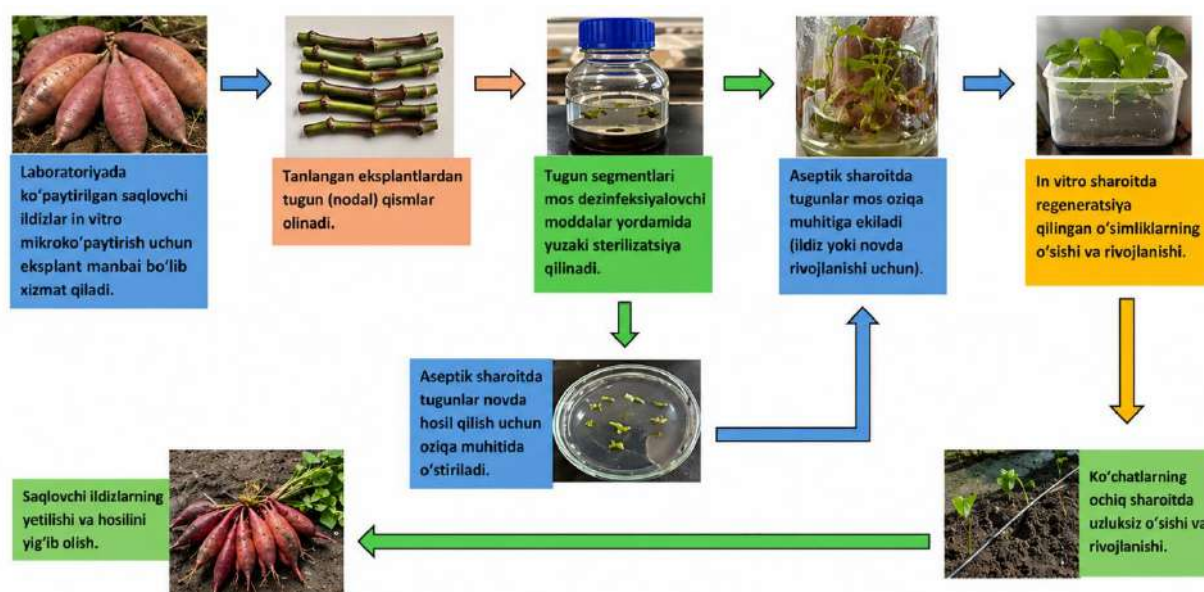 Laboratoriyada
ko‘paytirilgan saqlovchi
ildizlar in vitro
mikroko‘paytirish uchun
eksplant manbai bo‘lib
xizmat qiladi.
Tanlangan eksplantlardan
tugun (nodal) qismlar
olinadi.
Tugun segmentlari
mos dezinfeksiyalovchi
moddalar yordamida
yuzaki sterilizatsiya
qilinadi.
Aseptik sharoitda
tugunlar mos oziqa
muhitiga ekiladi
(ildiz yoki novda
rivojlanishi uchun).
In vitro sharoitda
regeneratsiya
qilingan o‘simliklarning
o‘sishi va rivojlanishi.
Aseptik sharoitda
tugunlar novda
hosil qilish uchun
oziqa muhitida
o‘stiriladi.
Ko‘chatlarning
ochiq sharoitda
uzluksiz o‘sishi va
rivojlanishi.
Saqlovchi ildizlarning
yetilishi va hosilini
yig‘ib olish.